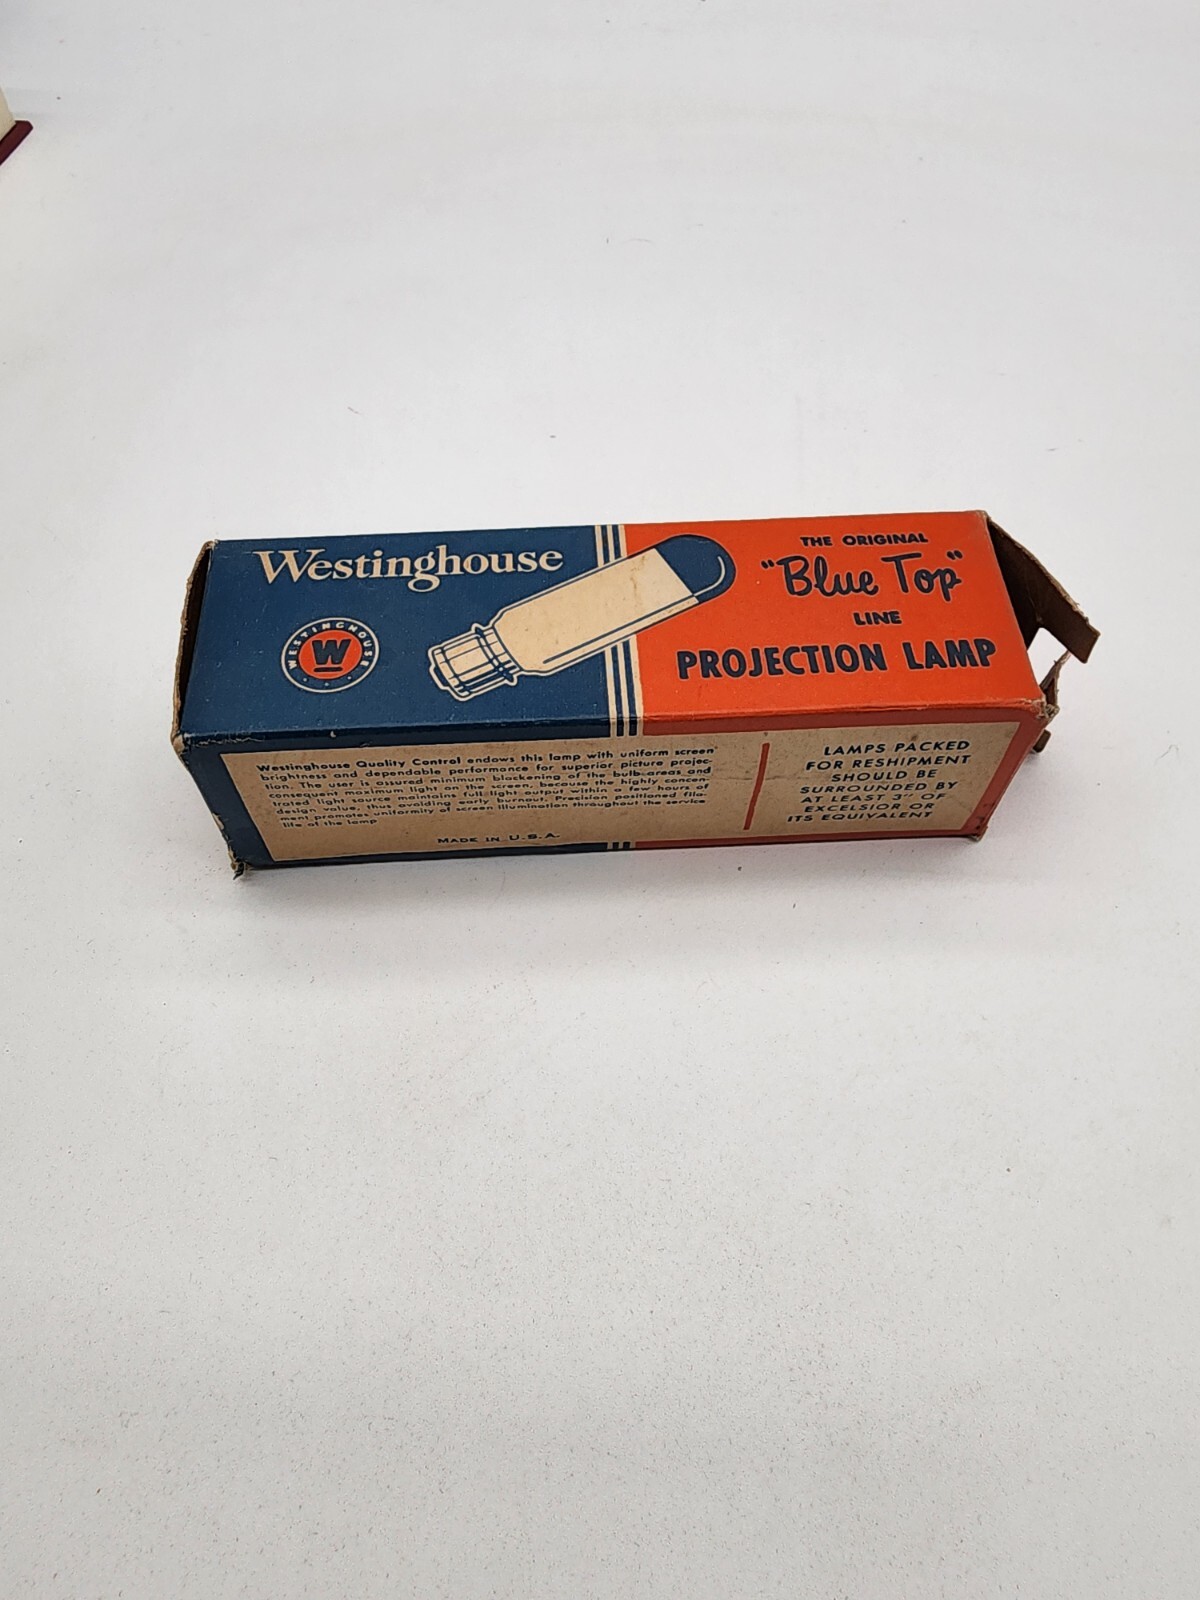 Westinghouse
WESTINGHOUSE
W
THE ORIGINAL
"Blue Top"
LINE
PROJECTION LAMP
Westinghouse Quality Control endows this lamp with uniform screen
brightness and dependable performance for superior picture projec-
tion. The user is assured minimum blackening of the bulb-areas and
consequent maximum light on the screen, because the highly concen-
trated light source maintains full light output within a few hours of
design value, thus avoiding early burnout. Precision positioned fila-
ment promotes uniformity of screen illumination throughout the service
life of the lamp
MADE IN U.S.A.
LAMPS PACKED
FOR RESHIPMENT
SHOULD BE
SURROUNDED BY
AT LEAST 3" OF
EXCELSIOR OR
ITS EQUIVALENT